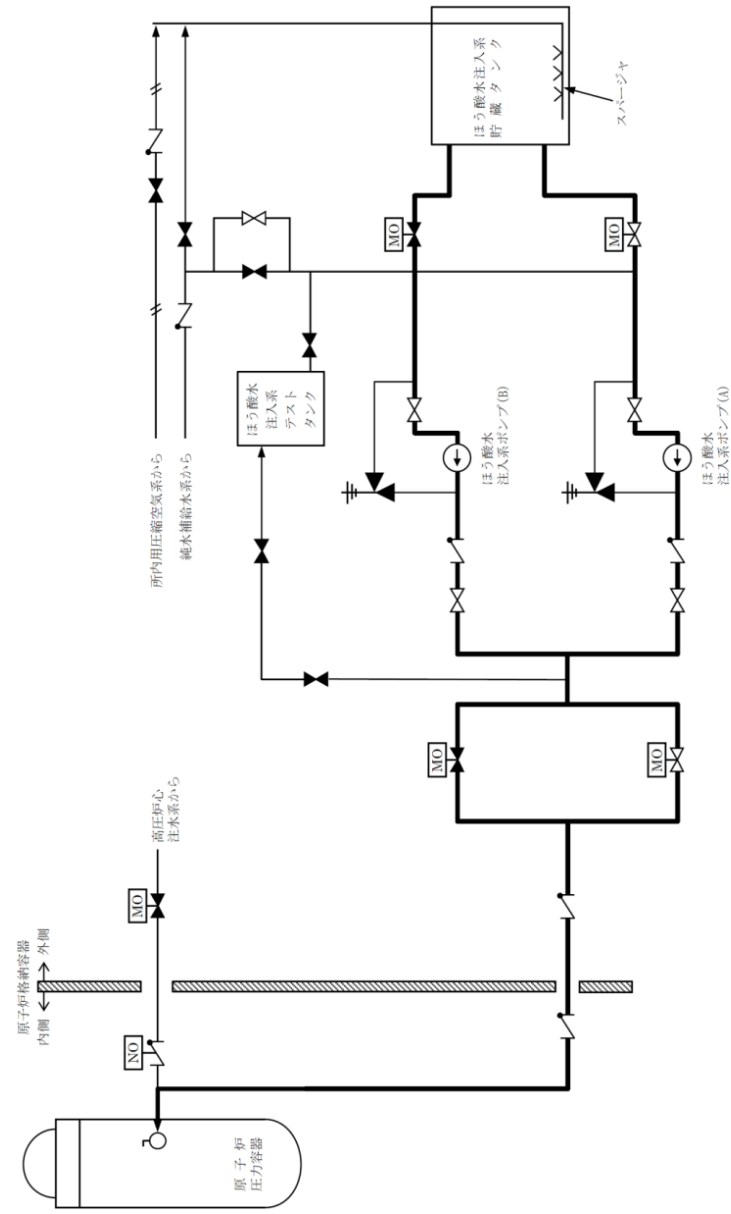 原子炉格納容器
内側 外側
原子炉
圧力容器
NO
MO
高圧炉心
注水系から
MO
MO
所内用圧縮空気系から
純水補給水系から
ほう酸水
注入系
テスト
タンク
ほう酸水
注入系ポンプ(B)
ほう酸水
注入系ポンプ(A)
MO
MO
ほう酸水注入系
貯蔵タンク
スパージャ